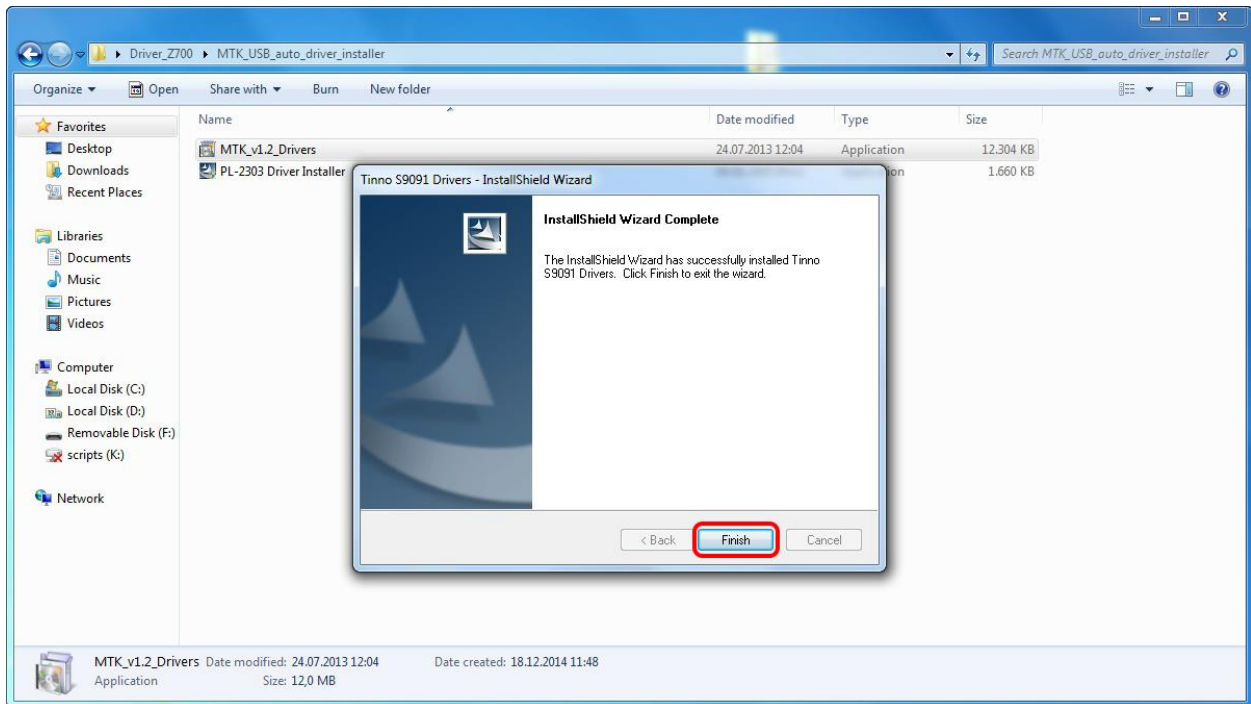 Driver_Z700 ▸ MTK_USB_auto_driver_installer
Search MTK_USB_auto_driver_installer
Organize Open Share with Burn New folder
Name Date modified Type Size
Favorites
Desktop
Downloads
Recent Places
Libraries
Documents
Music
Pictures
Videos
Computer
Local Disk (C:)
Local Disk (D:)
Removable Disk (F:)
scripts (K:)
Network
MTK_v1.2_Drivers 24.07.2013 12:04 Application 12.304 KB
PL-2303 Driver Installer 1.660 KB
Tinno S9091 Drivers - InstallShield Wizard
InstallShield Wizard Complete
The InstallShield Wizard has successfully installed Tinno
S9091 Drivers. Click Finish to exit the wizard.
< Back Finish Cancel
MTK_v1.2_Drivers Date modified: 24.07.2013 12:04 Date created: 18.12.2014 11:48
Application Size: 12,0 MB